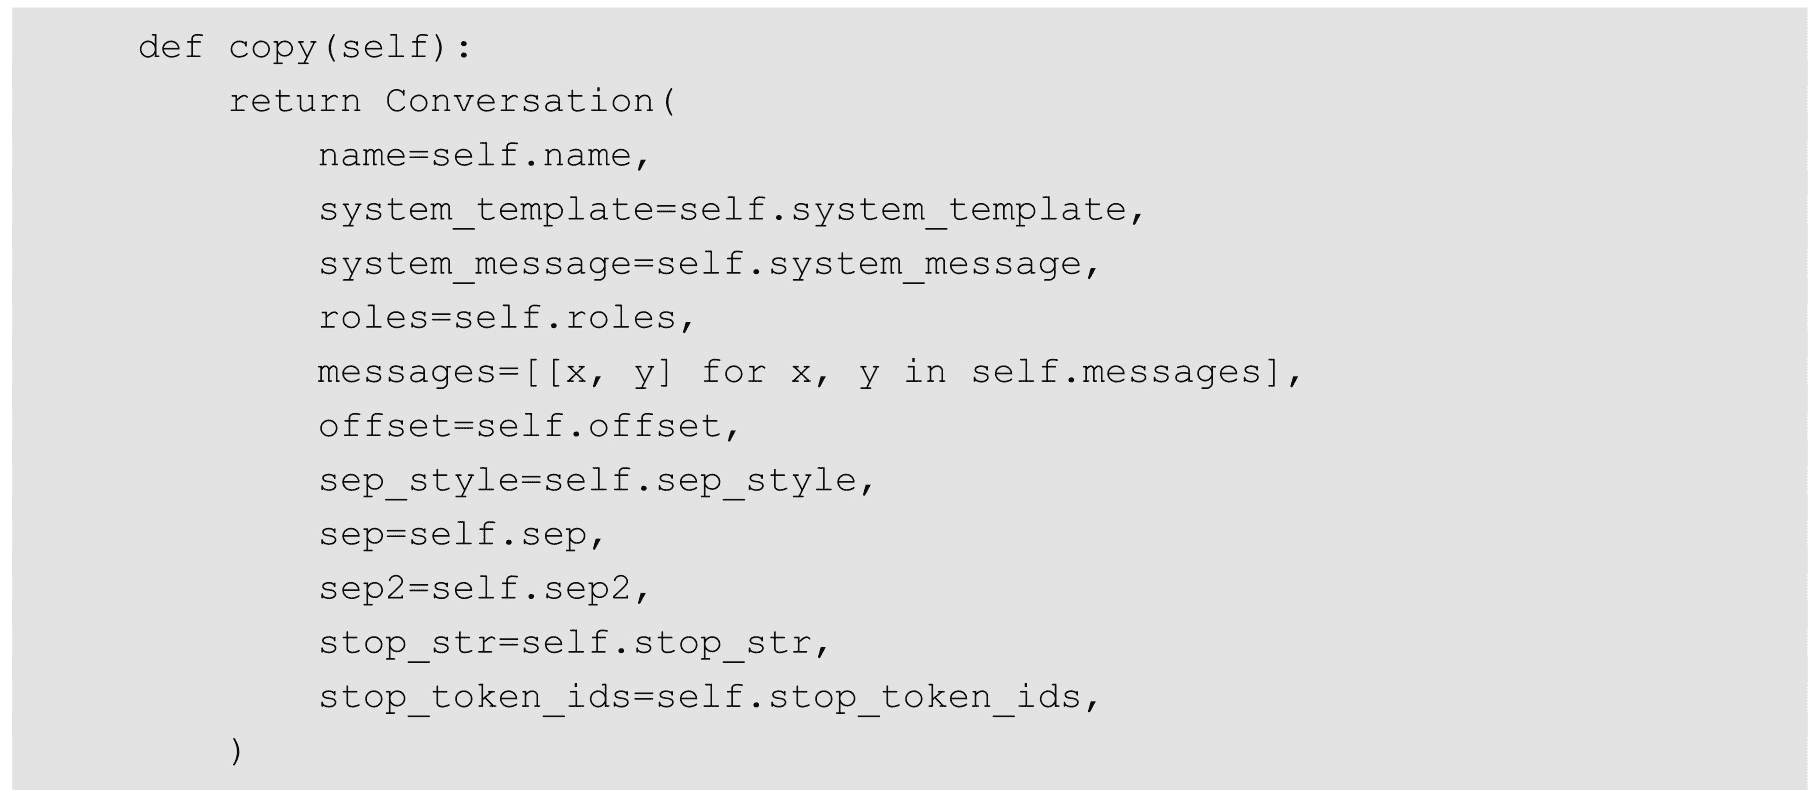 def copy(self):
    return Conversation(
        name=self.name,
        system_template=self.system_template,
        system_message=self.system_message,
        roles=self.roles,
        messages=[[x, y] for x, y in self.messages],
        offset=self.offset,
        sep_style=self.sep_style,
        sep=self.sep,
        sep2=self.sep2,
        stop_str=self.stop_str,
        stop_token_ids=self.stop_token_ids,
    )